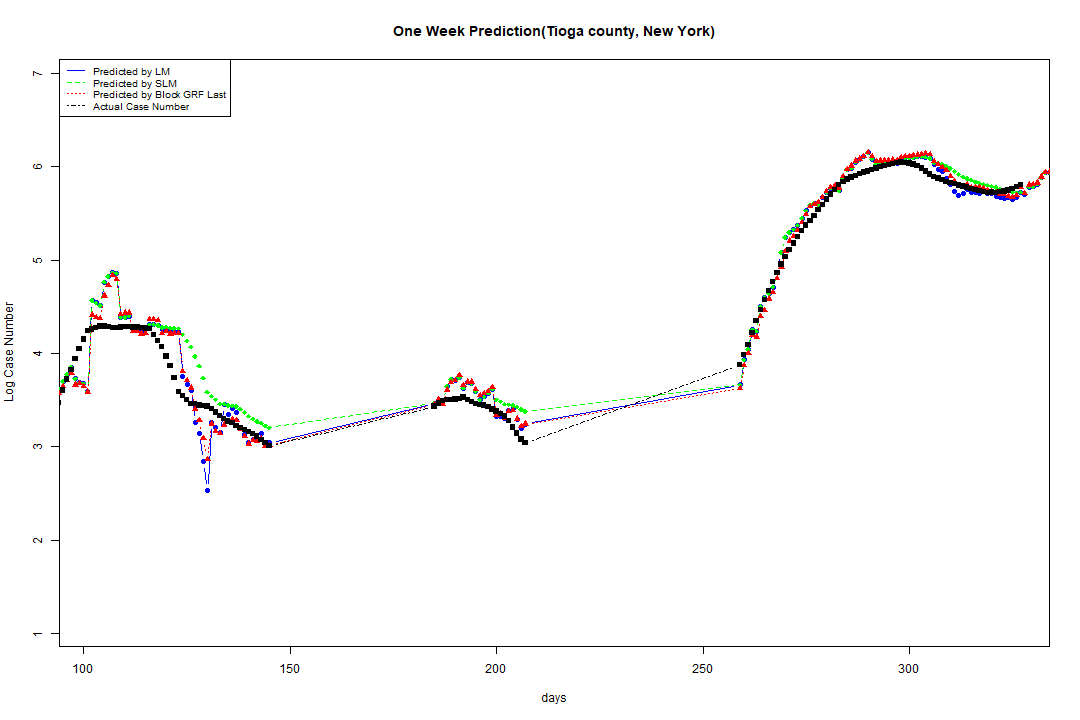 One Week Prediction(Tioga county, New York)
Predicted by LM
Predicted by SLM
Predicted by Block GRF Last
Actual Case Number
7
6
5
4
3
2
1
Log Case Number
100 150 200 250 300
days